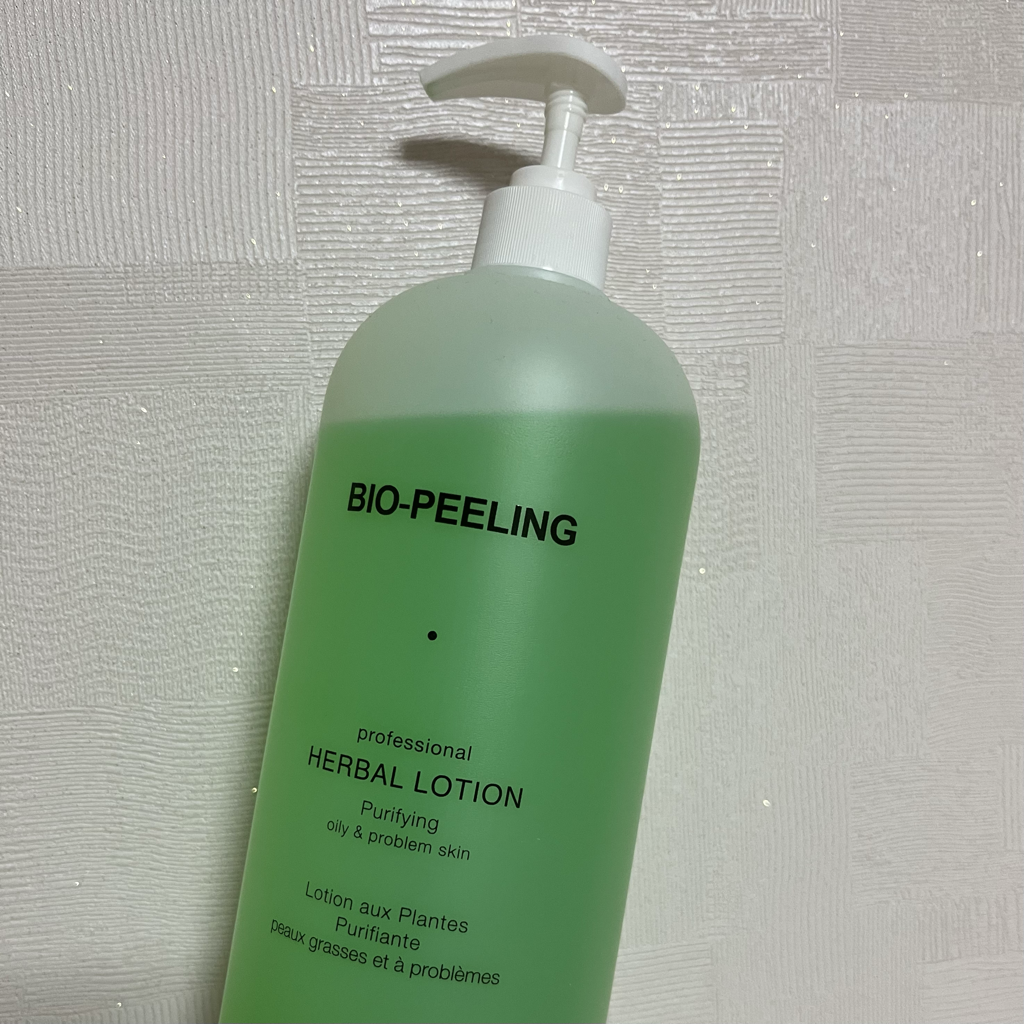 BIO-PEELING
•
professional
HERBAL LOTION
Purifying
oily & problem skin
Lotion aux Plantes
Purifiante
peaux grasses et à problèmes